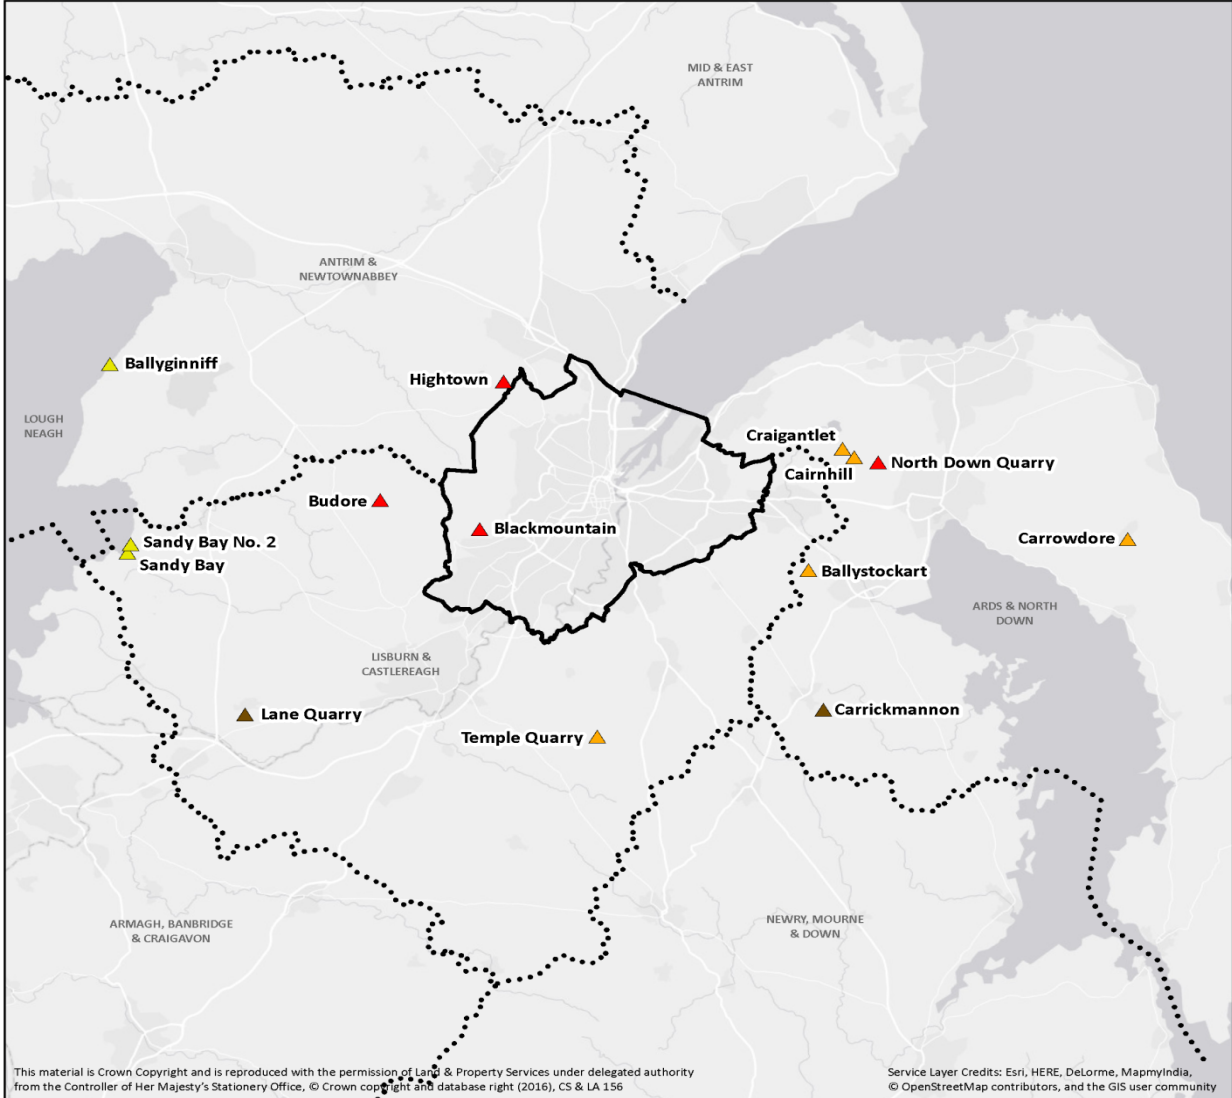 MID & EAST
ANTRIM
ANTRIM &
NEWTOWNABBEY
Ballyginniff
Hightown
LOUGH
NEAGH
Craigantlet
North Down Quarry
Cairnhill
Budore
Blackmountain
Carrowdore
Sandy Bay No. 2
Sandy Bay
Ballystockart
ARDS & NORTH
DOWN
LISBURN &
CASTLEREAGH
Lane Quarry
Carrickmannon
Temple Quarry
ARMAGH, BANBRIDGE
& CRAIGAVON
NEWRY, MOURNE
& DOWN
This material is Crown Copyright and is reproduced with the permission of Land & Property Services under delegated authority
from the Controller of Her Majesty's Stationery Office, © Crown copyright and database right (2016), CS & LA 156
Service Layer Credits: Esri, HERE, DeLorme, MapmyIndia,
© OpenStreetMap contributors, and the GIS user community